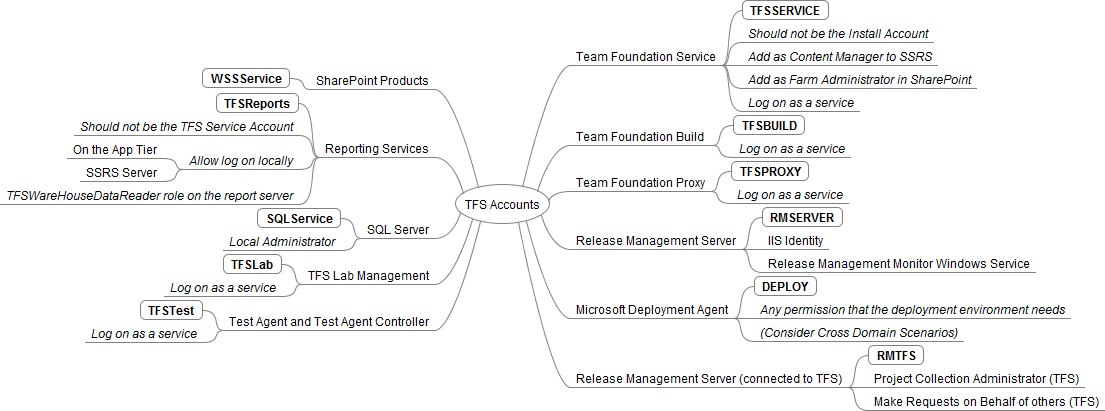 TFS Accounts
Team Foundation Service
TFSSERVICE
Should not be the Install Account
Add as Content Manager to SSRS
Add as Farm Administrator in SharePoint
Log on as a service
Team Foundation Build
TFSBUILD
Log on as a service
Team Foundation Proxy
TFSPROXY
Log on as a service
Release Management Server
RMSERVER
IIS Identity
Release Management Monitor Windows Service
Microsoft Deployment Agent
DEPLOY
Any permission that the deployment environment needs
(Consider Cross Domain Scenarios)
Release Management Server (connected to TFS)
RMTFS
Project Collection Administrator (TFS)
Make Requests on Behalf of others (TFS)
SharePoint Products
WSSService
Reporting Services
TFSReports
Should not be the TFS Service Account
Allow log on locally
On the App Tier
SSRS Server
TFSWareHouseDataReader role on the report server
SQL Server
SQLService
Local Administrator
TFS Lab Management
TFSLab
Log on as a service
Test Agent and Test Agent Controller
TFSTest
Log on as a service